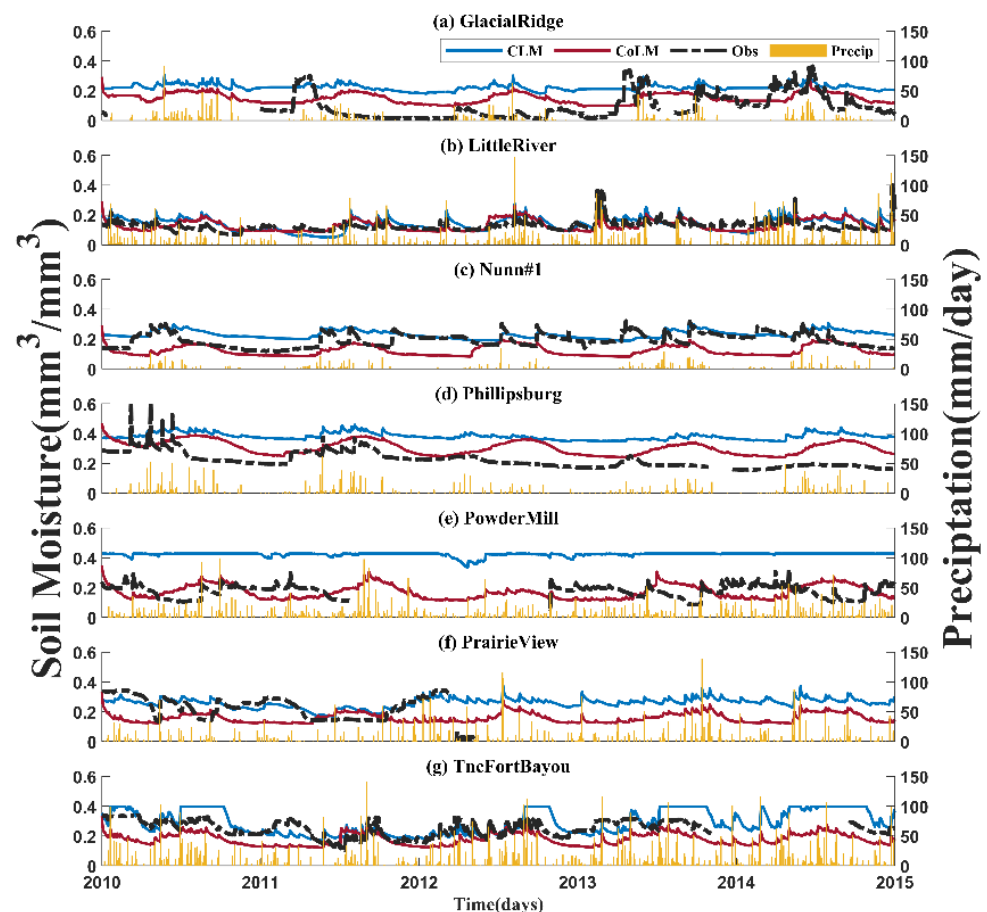 (a) GlacialRidge
CLM CoLM Obs Precip
0.6 150
0.4 100
0.2 50
0 0
(b) LittleRiver
0.6 150
0.4 100
0.2 50
0 0
(c) Nunn#1
0.6 150
0.4 100
0.2 50
0 0
(d) Phillipsburg
0.6 150
0.4 100
0.2 50
0 0
(e) PowderMill
0.6 150
0.4 100
0.2 50
0 0
(f) PrairieView
0.6 150
0.4 100
0.2 50
0 0
(g) TncFortBayou
0.6 150
0.4 100
0.2 50
0 0
2010 2011 2012 2013 2014 2015
Time(days)
Soil Moisture(mm³/mm³)
Preciptation(mm/day)